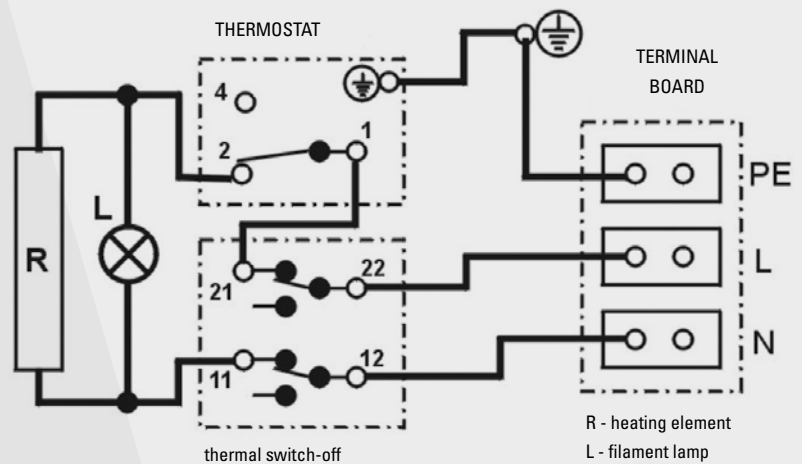 THERMOSTAT
TERMINAL
BOARD
4
1
2
PE
L
R
21
22
L
11
12
N
thermal switch-off
R - heating element
L - filament lamp